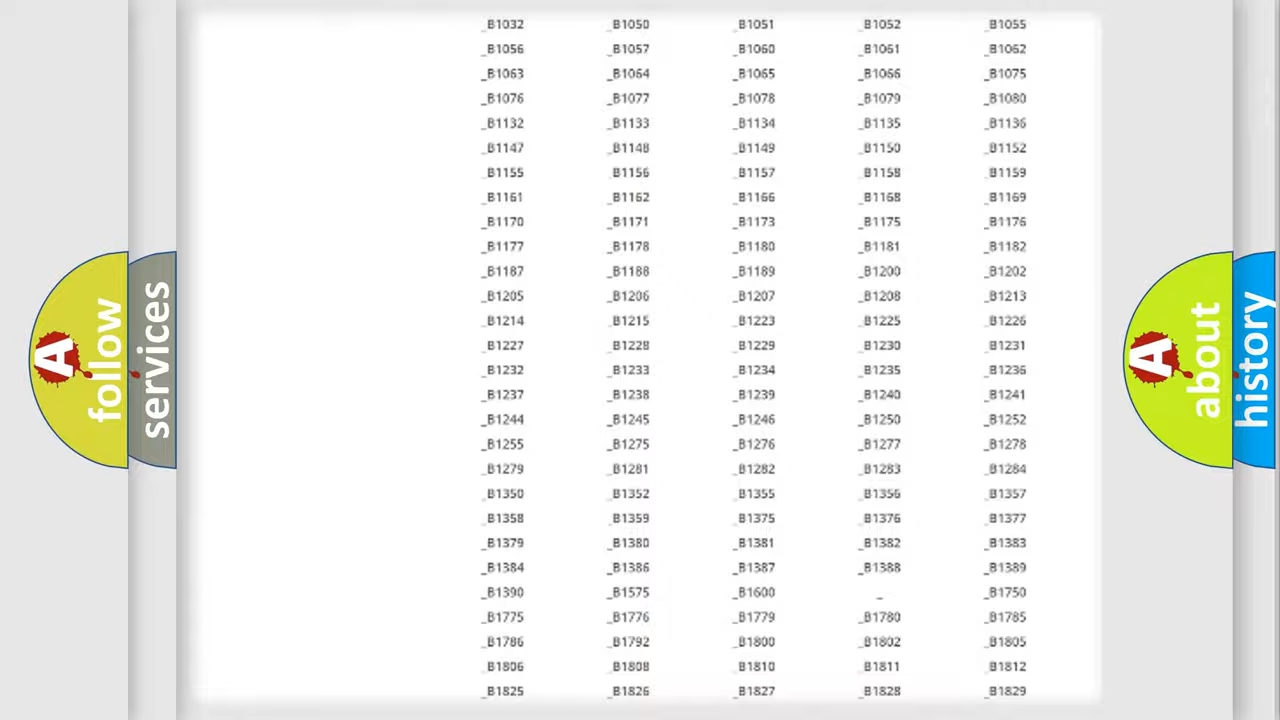 _B1032 _B1050 _B1051 _B1052 _B1055
_B1056 _B1057 _B1060 _B1061 _B1062
_B1063 _B1064 _B1065 _B1066 _B1075
_B1076 _B1077 _B1078 _B1079 _B1080
_B1132 _B1133 _B1134 _B1135 _B1136
_B1147 _B1148 _B1149 _B1150 _B1152
_B1155 _B1156 _B1157 _B1158 _B1159
_B1161 _B1162 _B1166 _B1168 _B1169
_B1170 _B1171 _B1173 _B1175 _B1176
_B1177 _B1178 _B1180 _B1181 _B1182
_B1187 _B1188 _B1189 _B1200 _B1202
_B1205 _B1206 _B1207 _B1208 _B1213
_B1214 _B1215 _B1223 _B1225 _B1226
_B1227 _B1228 _B1229 _B1230 _B1231
_B1232 _B1233 _B1234 _B1235 _B1236
_B1237 _B1238 _B1239 _B1240 _B1241
_B1244 _B1245 _B1246 _B1250 _B1252
_B1255 _B1275 _B1276 _B1277 _B1278
_B1279 _B1281 _B1282 _B1283 _B1284
_B1350 _B1352 _B1355 _B1356 _B1357
_B1358 _B1359 _B1375 _B1376 _B1377
_B1379 _B1380 _B1381 _B1382 _B1383
_B1384 _B1386 _B1387 _B1388 _B1389
_B1390 _B1575 _B1600 _ _B1750
_B1775 _B1776 _B1779 _B1780 _B1785
_B1786 _B1792 _B1800 _B1802 _B1805
_B1806 _B1808 _B1810 _B1811 _B1812
_B1825 _B1826 _B1827 _B1828 _B1829
A
follow
services
A
about
history